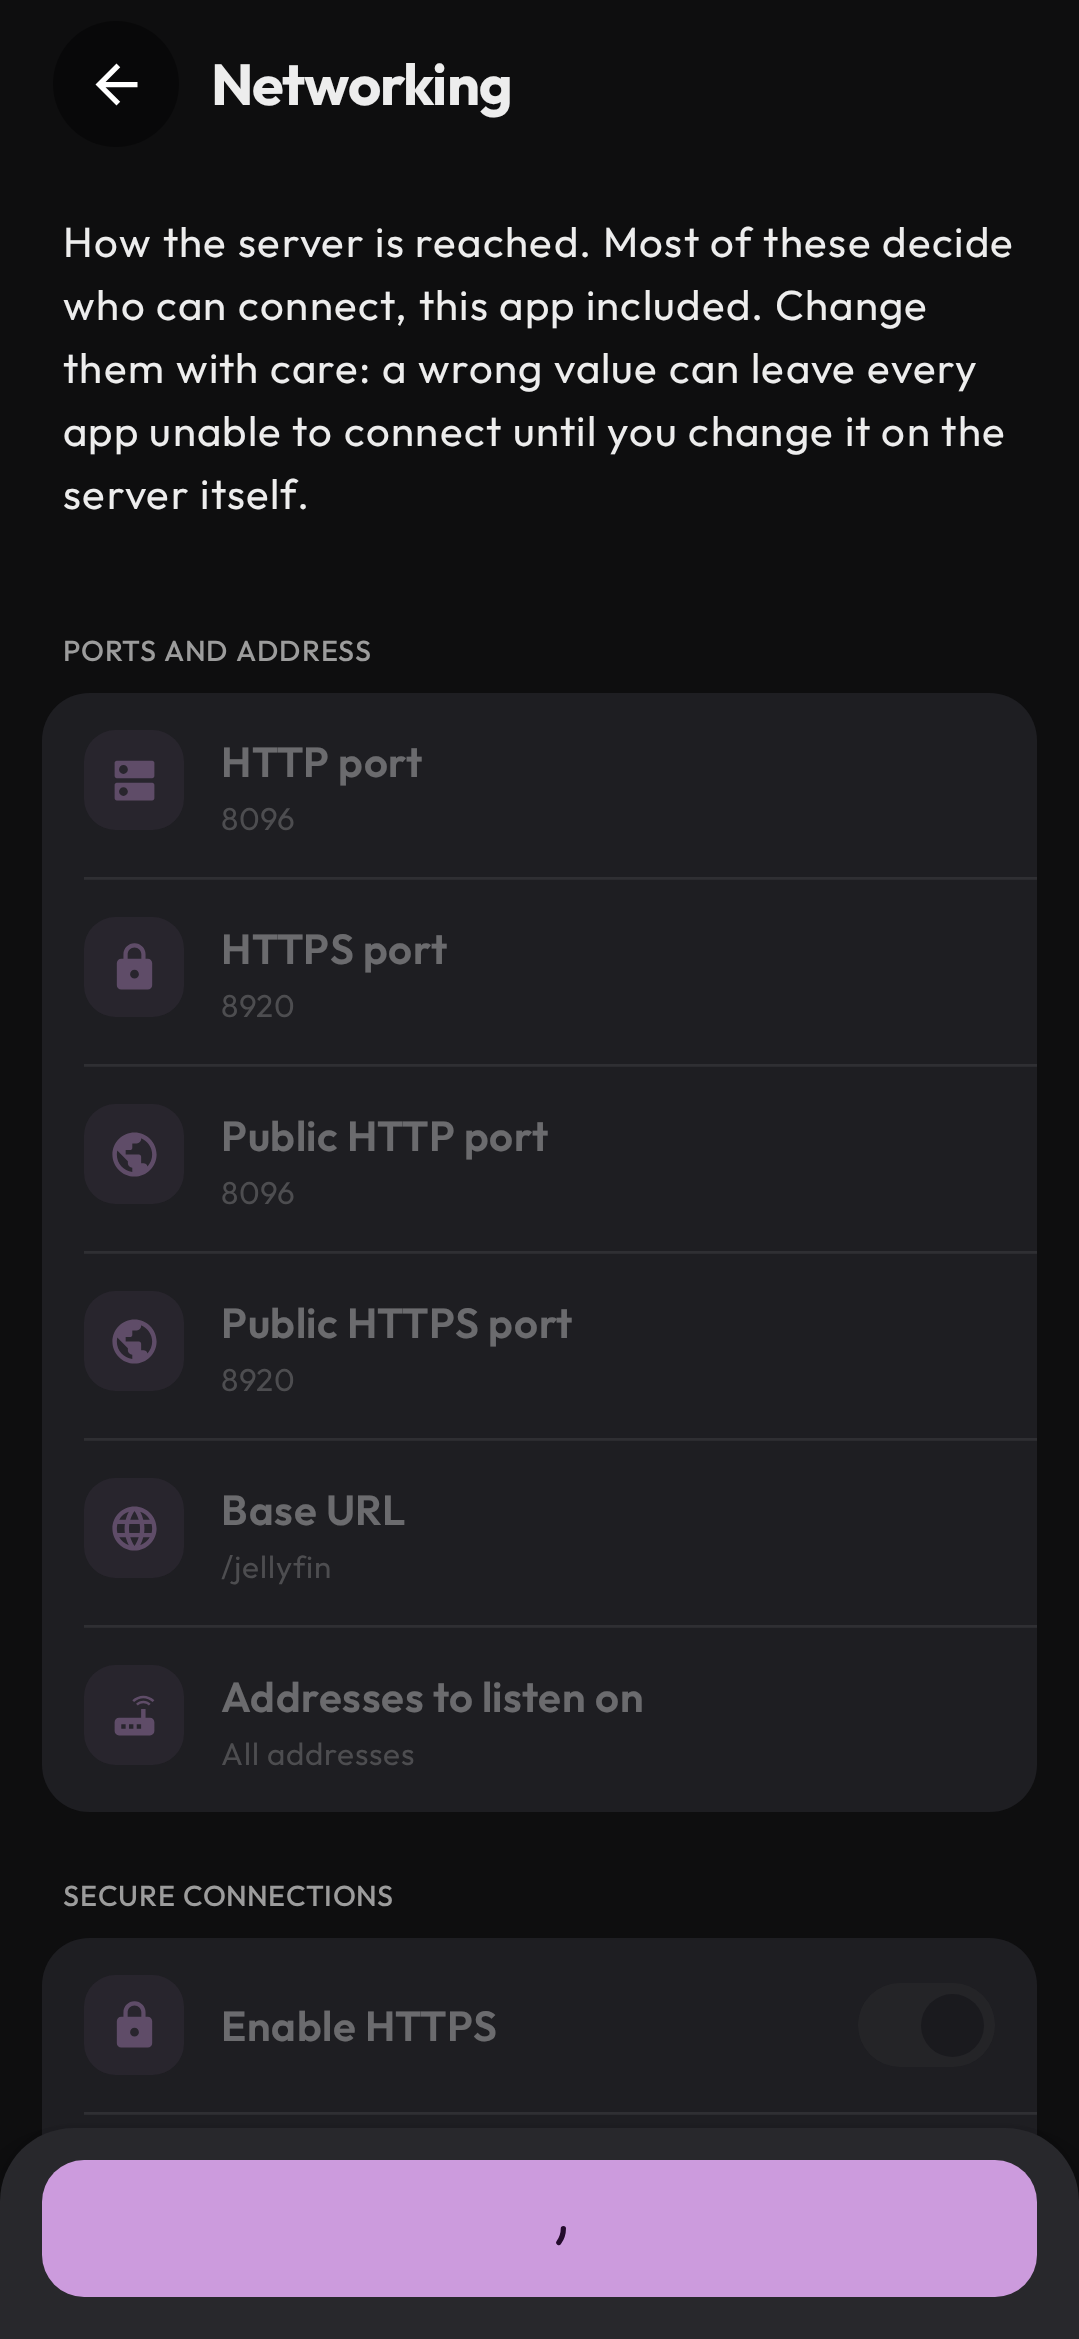 Networking
How the server is reached. Most of these decide
who can connect, this app included. Change
them with care: a wrong value can leave every
app unable to connect until you change it on the
server itself.
PORTS AND ADDRESS
HTTP port
8096
HTTPS port
8920
Public HTTP port
8096
Public HTTPS port
8920
Base URL
/jellyfin
Addresses to listen on
All addresses
SECURE CONNECTIONS
Enable HTTPS